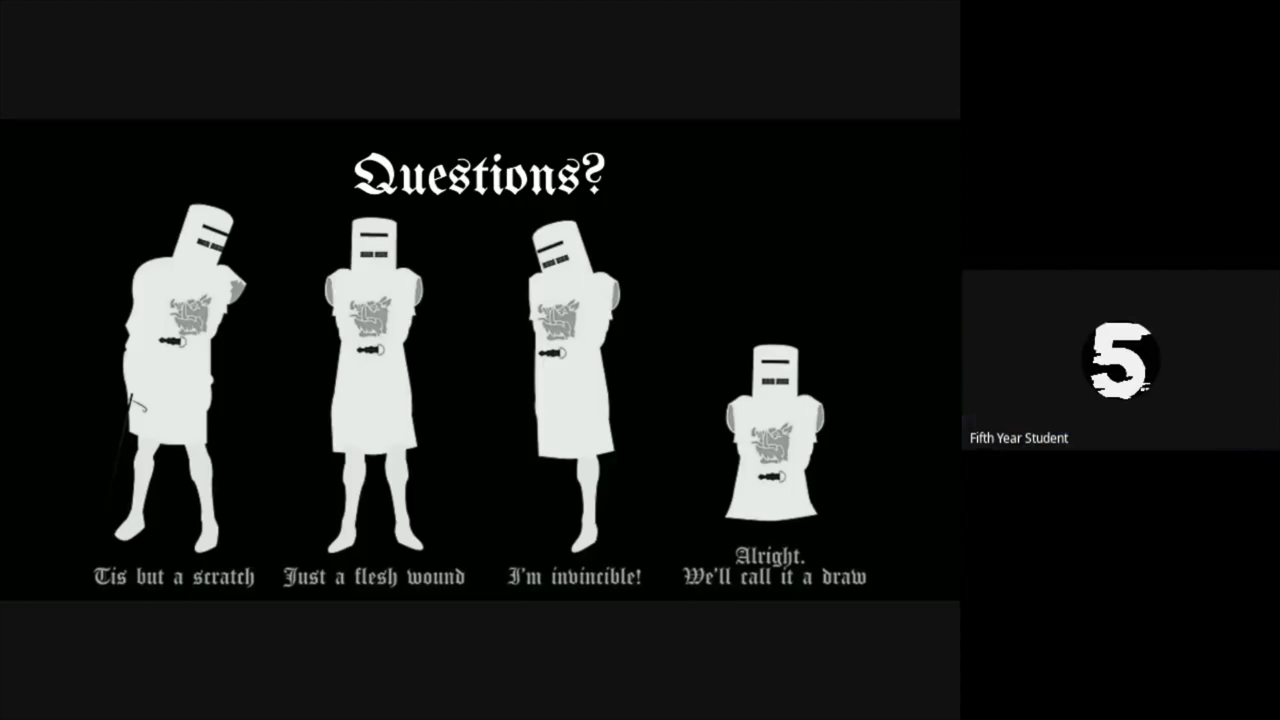 Questions?
Tis but a scratch
Just a flesh wound
I'm invincible!
Alright.
We'll call it a draw
5
Fifth Year Student